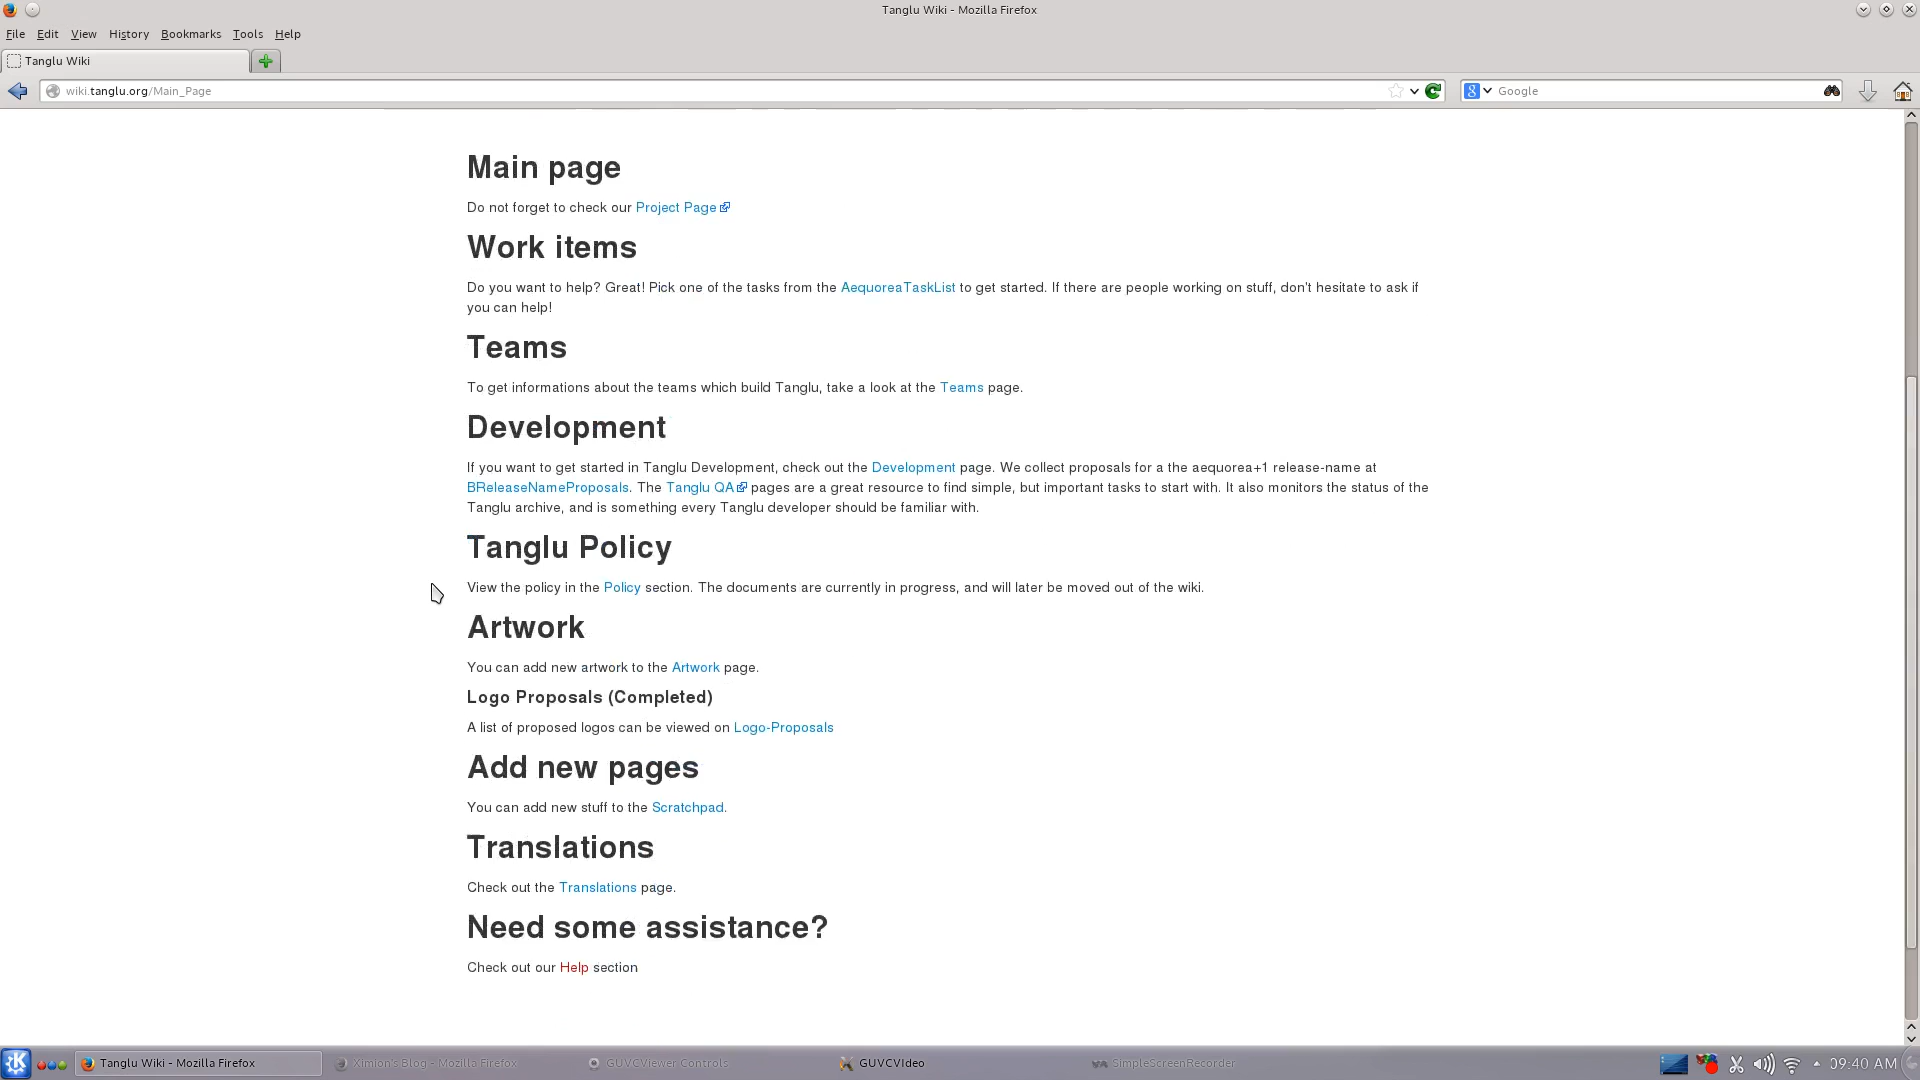 Tanglu Wiki - Mozilla Firefox
File Edit View History Bookmarks Tools Help
Tanglu Wiki
wiki.tanglu.org/Main_Page
8 Google
Main page
Do not forget to check our Project Page
Work items
Do you want to help? Great! Pick one of the tasks from the AequoreaTaskList to get started. If there are people working on stuff, don't hesitate to ask if
you can help!
Teams
To get informations about the teams which build Tanglu, take a look at the Teams page.
Development
If you want to get started in Tanglu Development, check out the Development page. We collect proposals for a the aequorea+1 release-name at
BReleaseNameProposals. The Tanglu QA pages are a great resource to find simple, but important tasks to start with. It also monitors the status of the
Tanglu archive, and is something every Tanglu developer should be familiar with.
Tanglu Policy
View the policy in the Policy section. The documents are currently in progress, and will later be moved out of the wiki.
Artwork
You can add new artwork to the Artwork page.
Logo Proposals (Completed)
A list of proposed logos can be viewed on Logo-Proposals
Add new pages
You can add new stuff to the Scratchpad.
Translations
Check out the Translations page.
Need some assistance?
Check out our Help section
Tanglu Wiki - Mozilla Firefox Ximion's Blog - Mozilla Firefox GUVCViewer Controls GUVCVideo SimpleScreenRecorder 09:40 AM